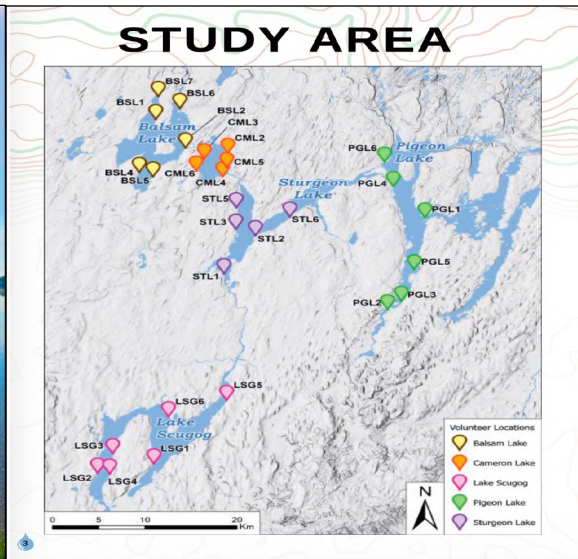 STUDY AREA
BSL7
BSL6
BSL1
BSL2
CML3
Balsam
Lake
CML2
CML5
BSL4
BSL5
CML6
CML4
PGL6
Pigeon
Lake
PGL4
Sturgeon
Lake
STL5
STL6
PGL1
STL3
STL2
STL1
PGL5
PGL3
PGL2
LSG5
LSG6
Lake
Scugog
LSG3
LSG1
LSG2
LSG4
Volunteer Locations
Balsam Lake
Cameron Lake
Lake Scugog
Pigeon Lake
Sturgeon Lake
N
0 5 10 20
Km
3